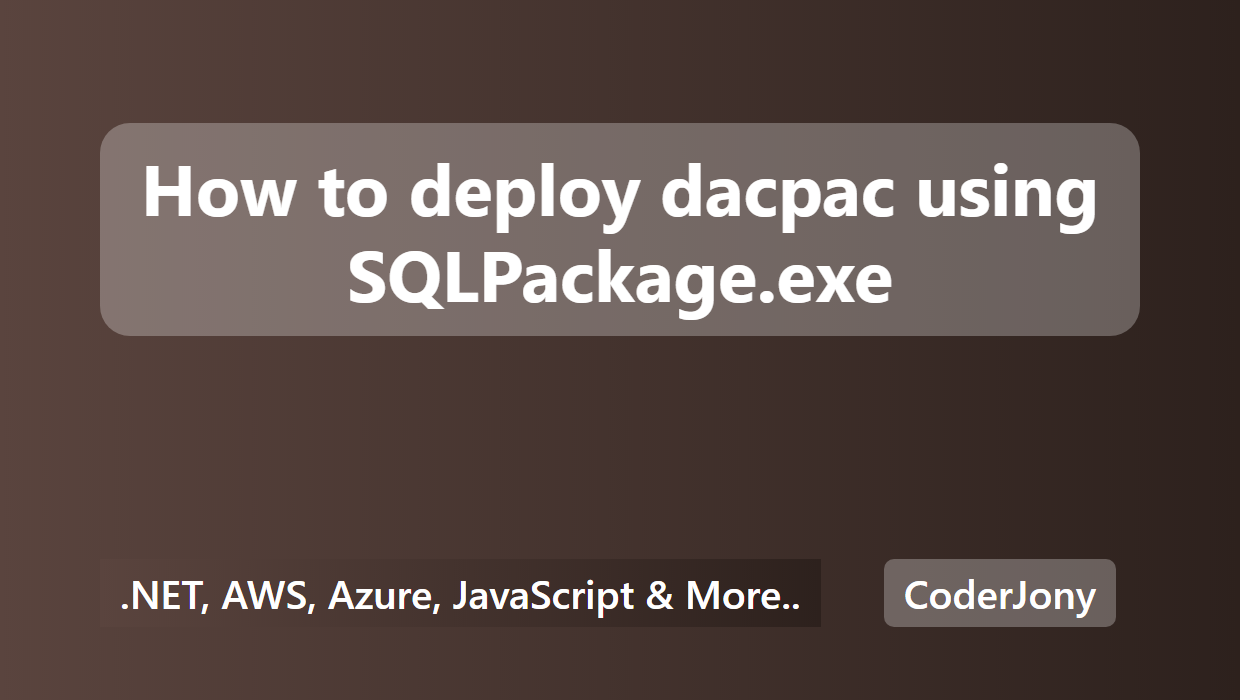 How to deploy dacpac using
SQLPackage.exe
.NET, AWS, Azure, JavaScript & More..
CoderJony